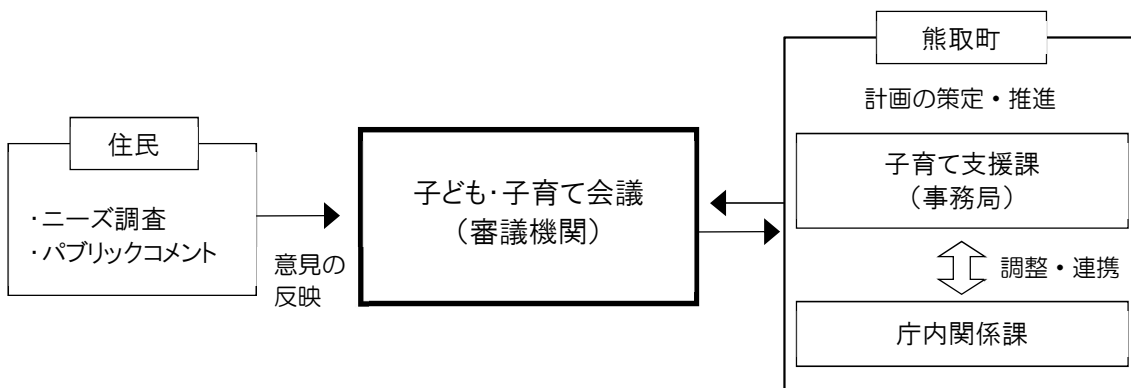 住民
・ニーズ調査
・パブリックコメント
意見の
反映
子ども・子育て会議
（審議機関）
熊取町
計画の策定・推進
子育て支援課
（事務局）
調整・連携
庁内関係課